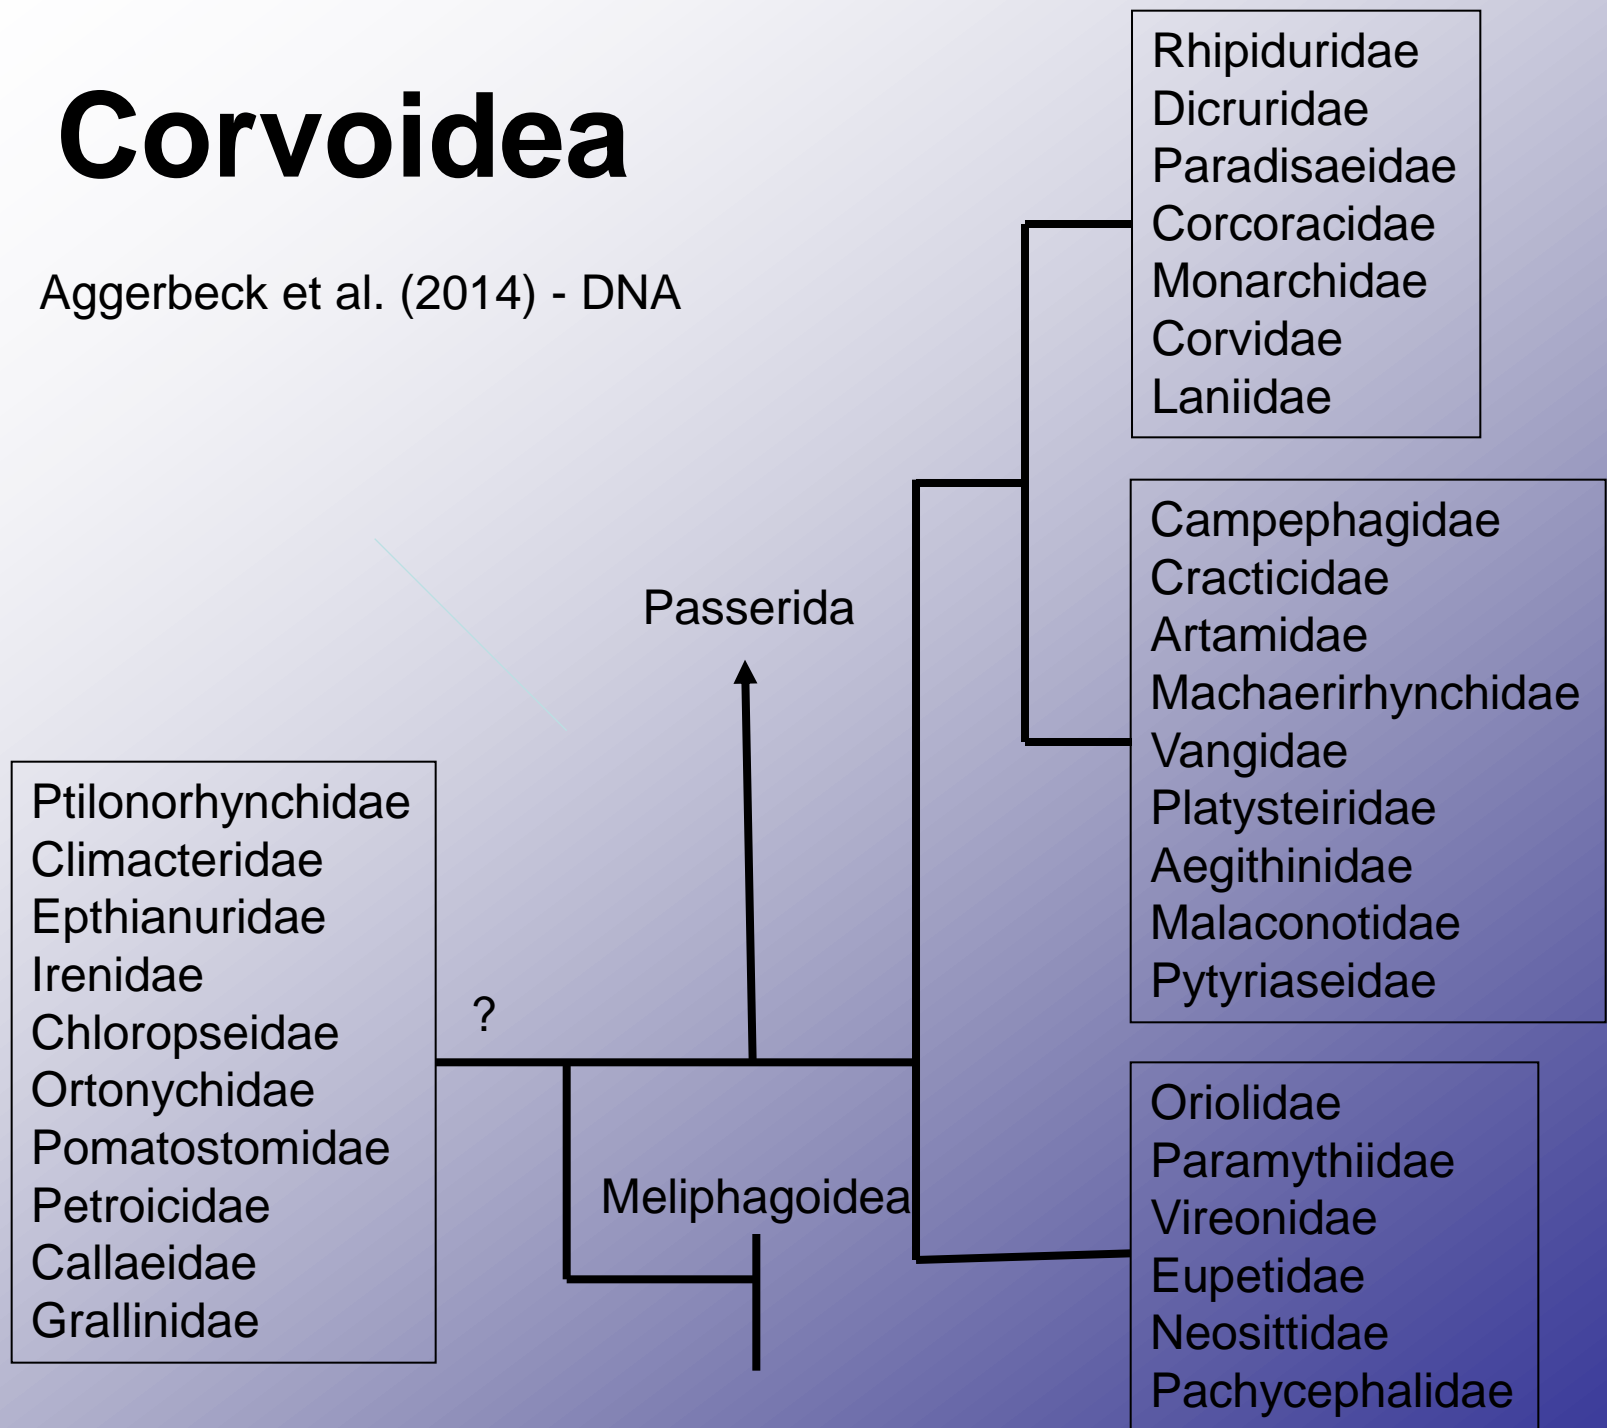 Corvoidea
Aggerbeck et al. (2014) - DNA
Rhipiduridae
Dicruridae
Paradisaeidae
Corcoracidae
Monarchidae
Corvidae
Laniidae
Campephagidae
Cracticidae
Artamidae
Machaerirhynchidae
Vangidae
Platysteiridae
Aegithinidae
Malaconotidae
Pytyriaseidae
Passerida
Ptilonorhynchidae
Climacteridae
Epthianuridae
Irenidae
Chloropseidae
Ortonychidae
Pomatostomidae
Petroicidae
Callaeidae
Grallinidae
?
Meliphagoidea
Oriolidae
Paramythiidae
Vireonidae
Eupetidae
Neosittidae
Pachycephalidae